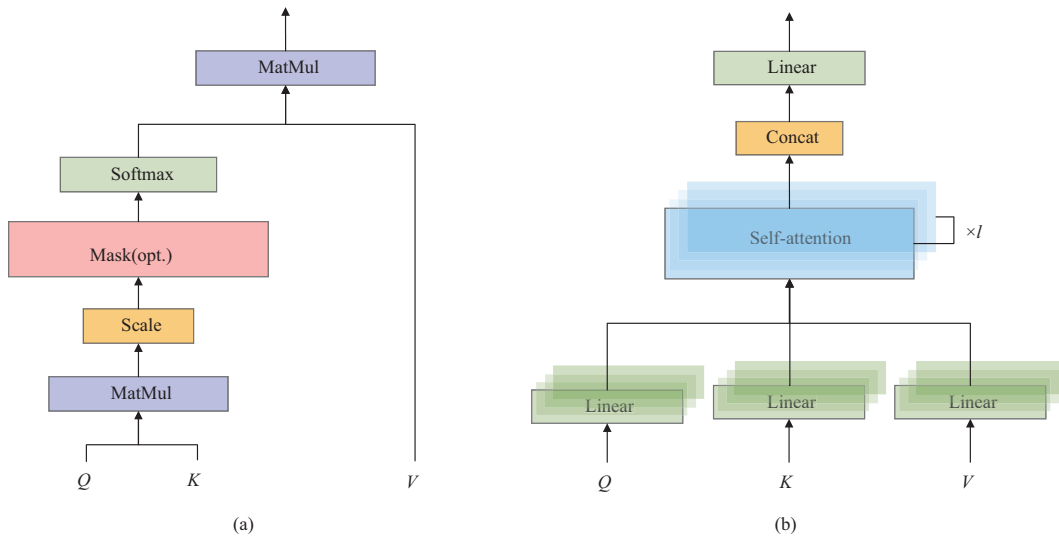 MatMul
Softmax
Mask(opt.)
Scale
MatMul
Q K V
(a)
Linear
Concat
Self-attention
×l
Linear Linear Linear
Q K V
(b)